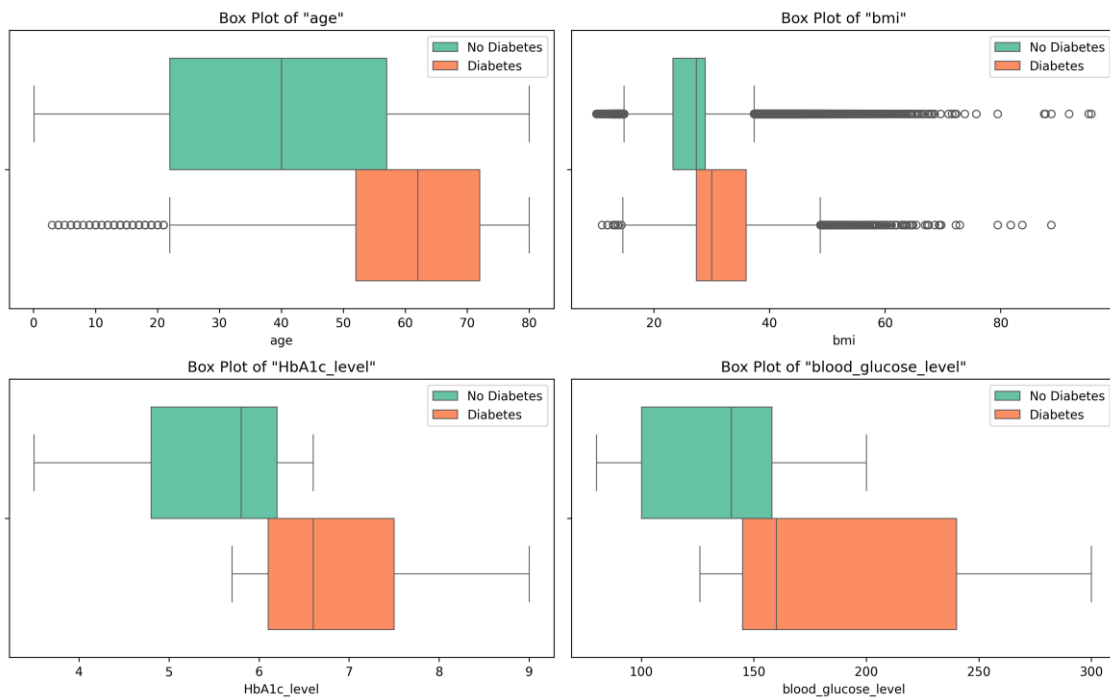 Box Plot of "age"
No Diabetes
Diabetes
0 10 20 30 40 50 60 70 80
age
Box Plot of "bmi"
No Diabetes
Diabetes
20 40 60 80
bmi
Box Plot of "HbA1c_level"
No Diabetes
Diabetes
4 5 6 7 8 9
HbA1c_level
Box Plot of "blood_glucose_level"
No Diabetes
Diabetes
100 150 200 250 300
blood_glucose_level